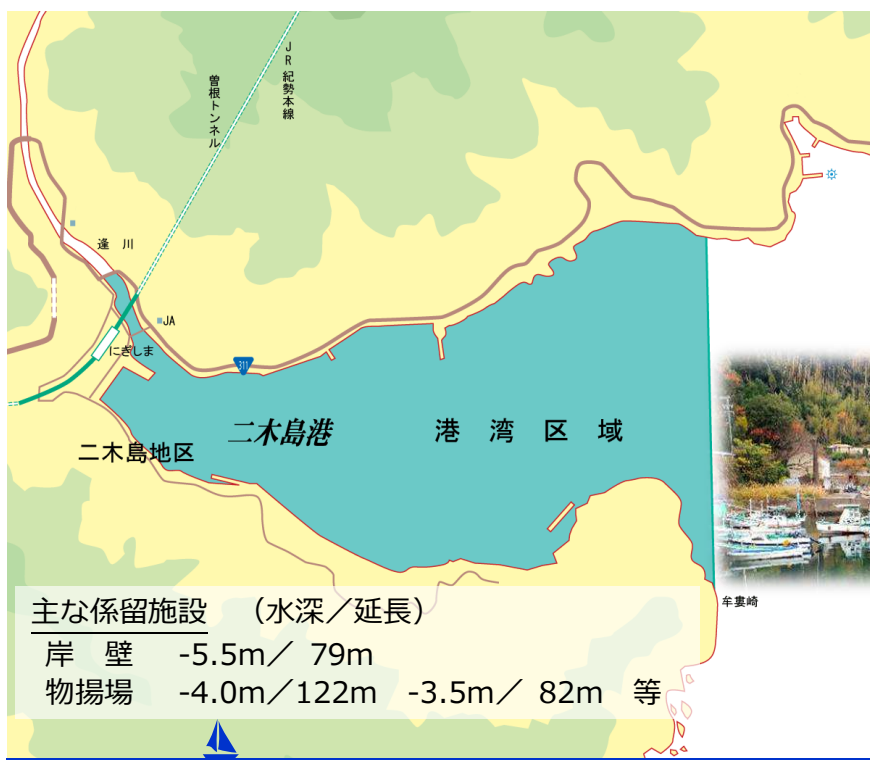 JR紀勢本線
曽根トンネル
逢川
JA
にぎしま
311
二木島港 港湾区域
二木島地区
牟婁崎
主な係留施設 （水深／延長）
岸 壁 -5.5m／ 79m
物揚場 -4.0m／122m -3.5m／ 82m 等